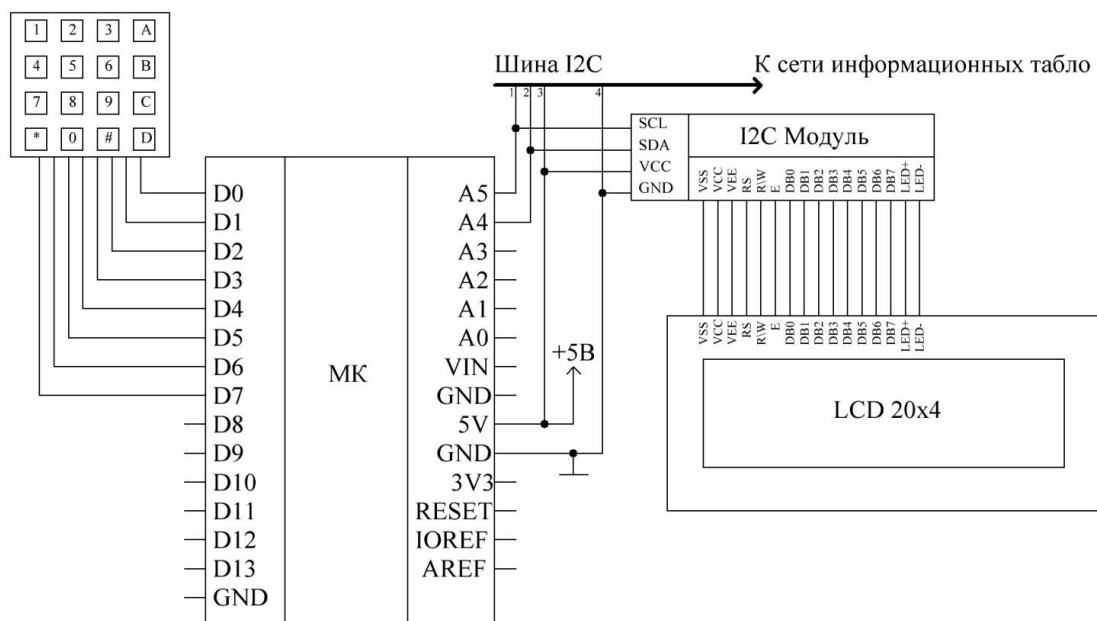 1 2 3 A
4 5 6 B
7 8 9 C
* 0 # D
Шина I2C
К сети информационных табло
1 2 3 4
SCL
SDA
VCC
GND
I2C Модуль
VSS VCC VEE RS R\W E DB0 DB1 DB2 DB3 DB4 DB5 DB6 DB7 LED+ LED-
D0
D1
D2
D3
D4
D5
D6
D7
D8
D9
D10
D11
D12
D13
GND
МК
A5
A4
A3
A2
A1
A0
VIN
GND
5V
GND
3V3
RESET
IOREF
AREF
+5В
VSS VCC VEE RS R\W E DB0 DB1 DB2 DB3 DB4 DB5 DB6 DB7 LED+ LED-
LCD 20x4